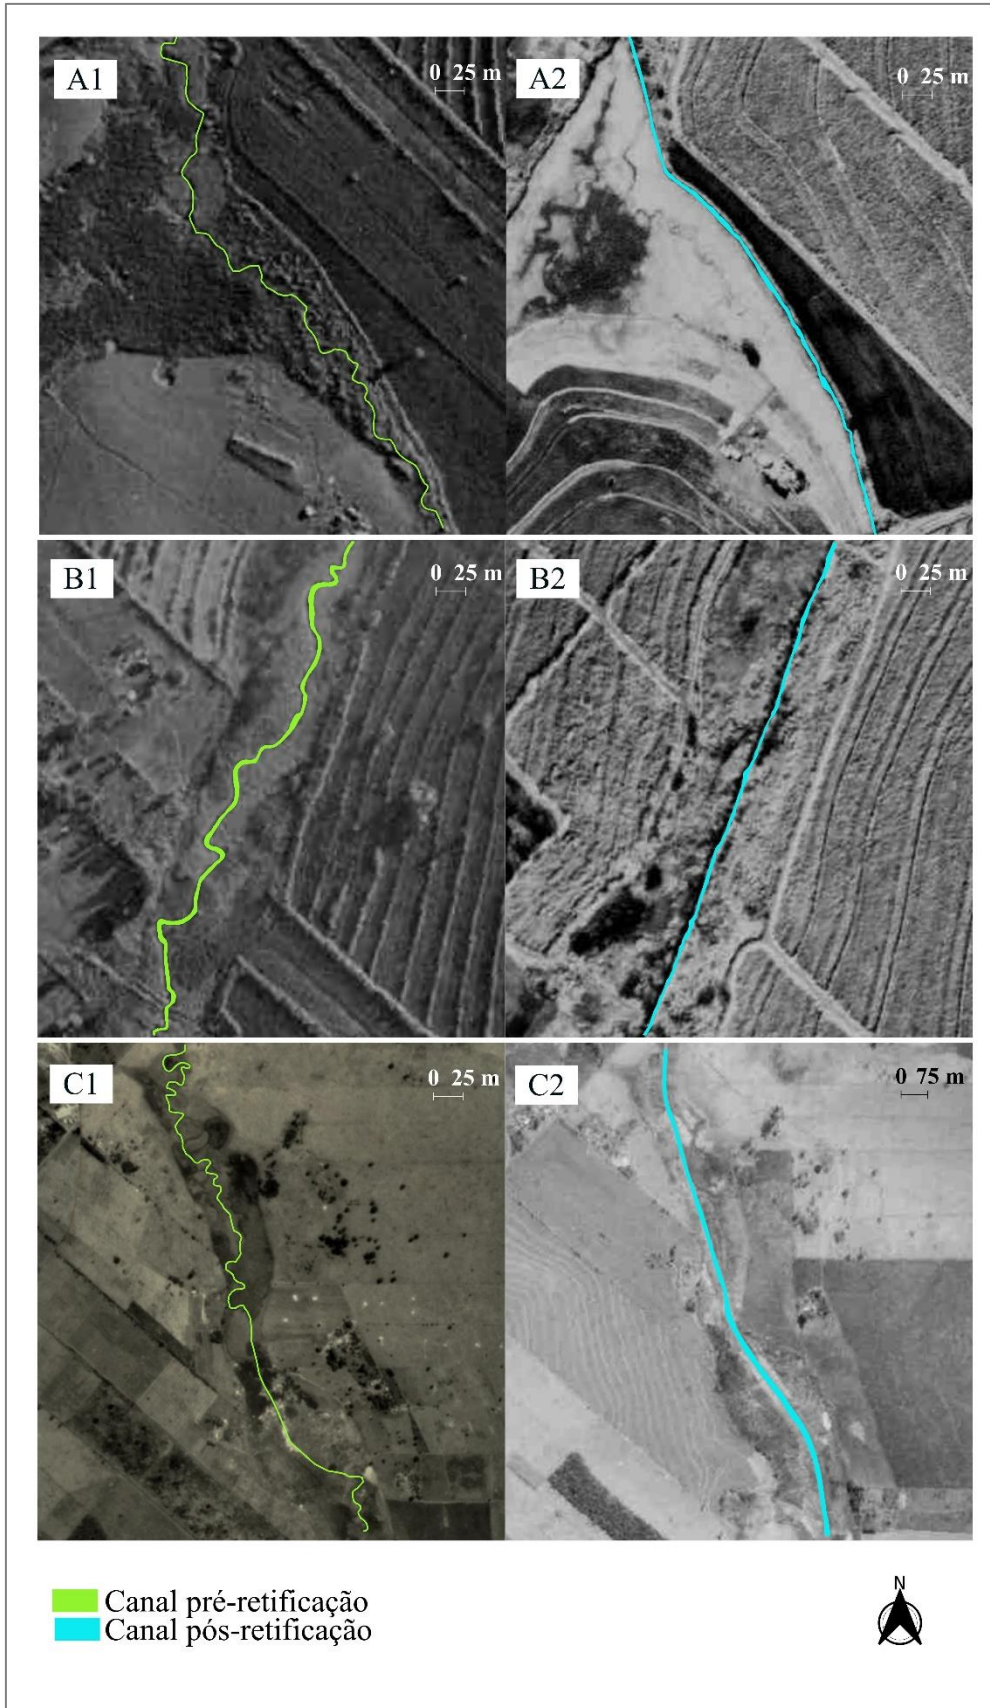 A1
0 25 m
A2
0 25 m
B1
0 25 m
B2
0 25 m
C1
0 25 m
C2
0 75 m
Canal pré-retificação
Canal pós-retificação
N